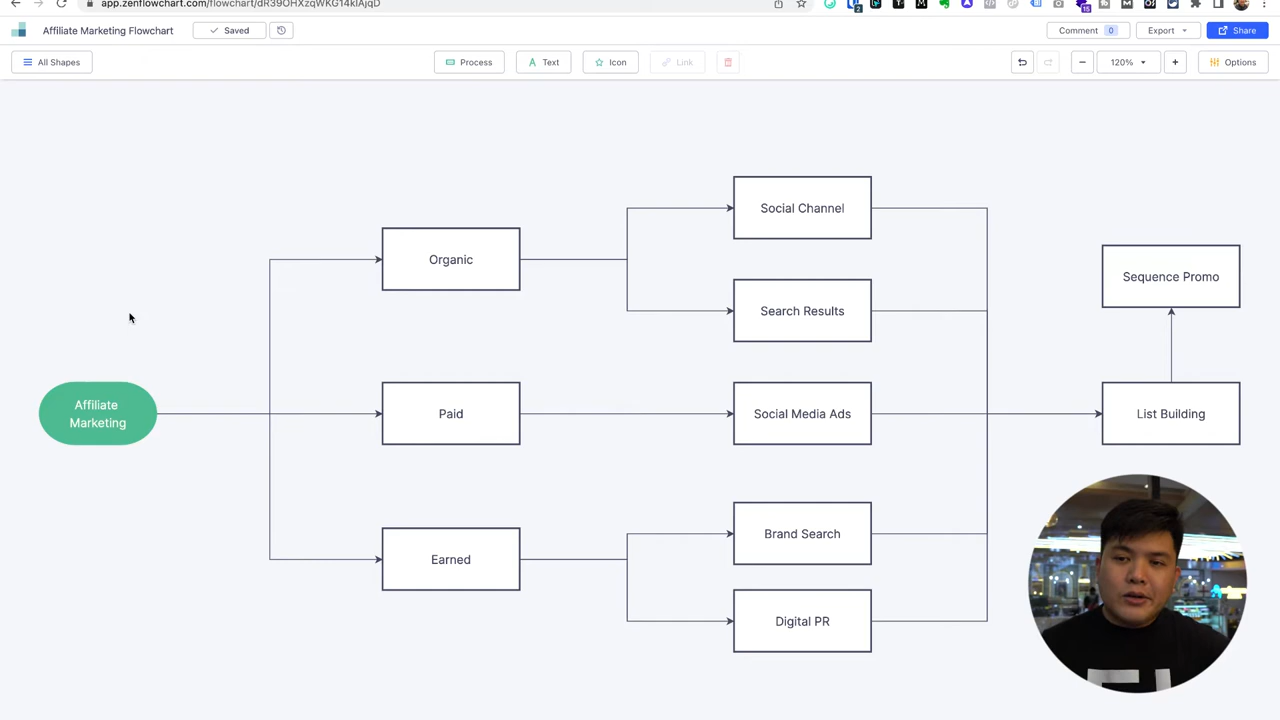 app.zenflowchart.com/flowchart/dR39OHXzqWKG14klAjqD
Affiliate Marketing Flowchart
Saved
Comment 0
Export
Share
All Shapes
Process
Text
Icon
Link
120%
Options
Social Channel
Organic
Sequence Promo
Search Results
Affiliate
Marketing
Paid
Social Media Ads
List Building
Brand Search
Earned
Digital PR